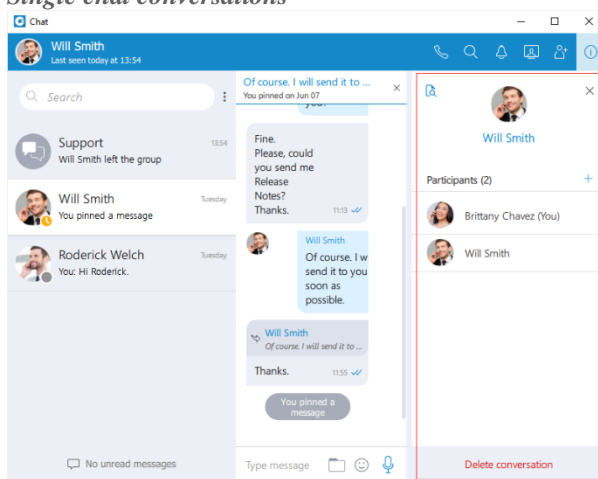 Single chat conversations
Chat
Will Smith
Last seen today at 13:54
Search
Support
13:54
Will Smith left the group
Will Smith
Tuesday
You pinned a message
Roderick Welch
Tuesday
You: Hi Roderick.
No unread messages
Of course. I will send it to ...
You pinned on Jun 07
you?
Fine.
Please, could
you send me
Release
Notes?
Thanks.
11:13
Will Smith
Of course. I w
send it to you
soon as
possible.
Will Smith
Of course. I will send it to ...
Thanks.
11:55
You pinned a
message
Type message
Will Smith
Participants (2)
Brittany Chavez (You)
Will Smith
Delete conversation